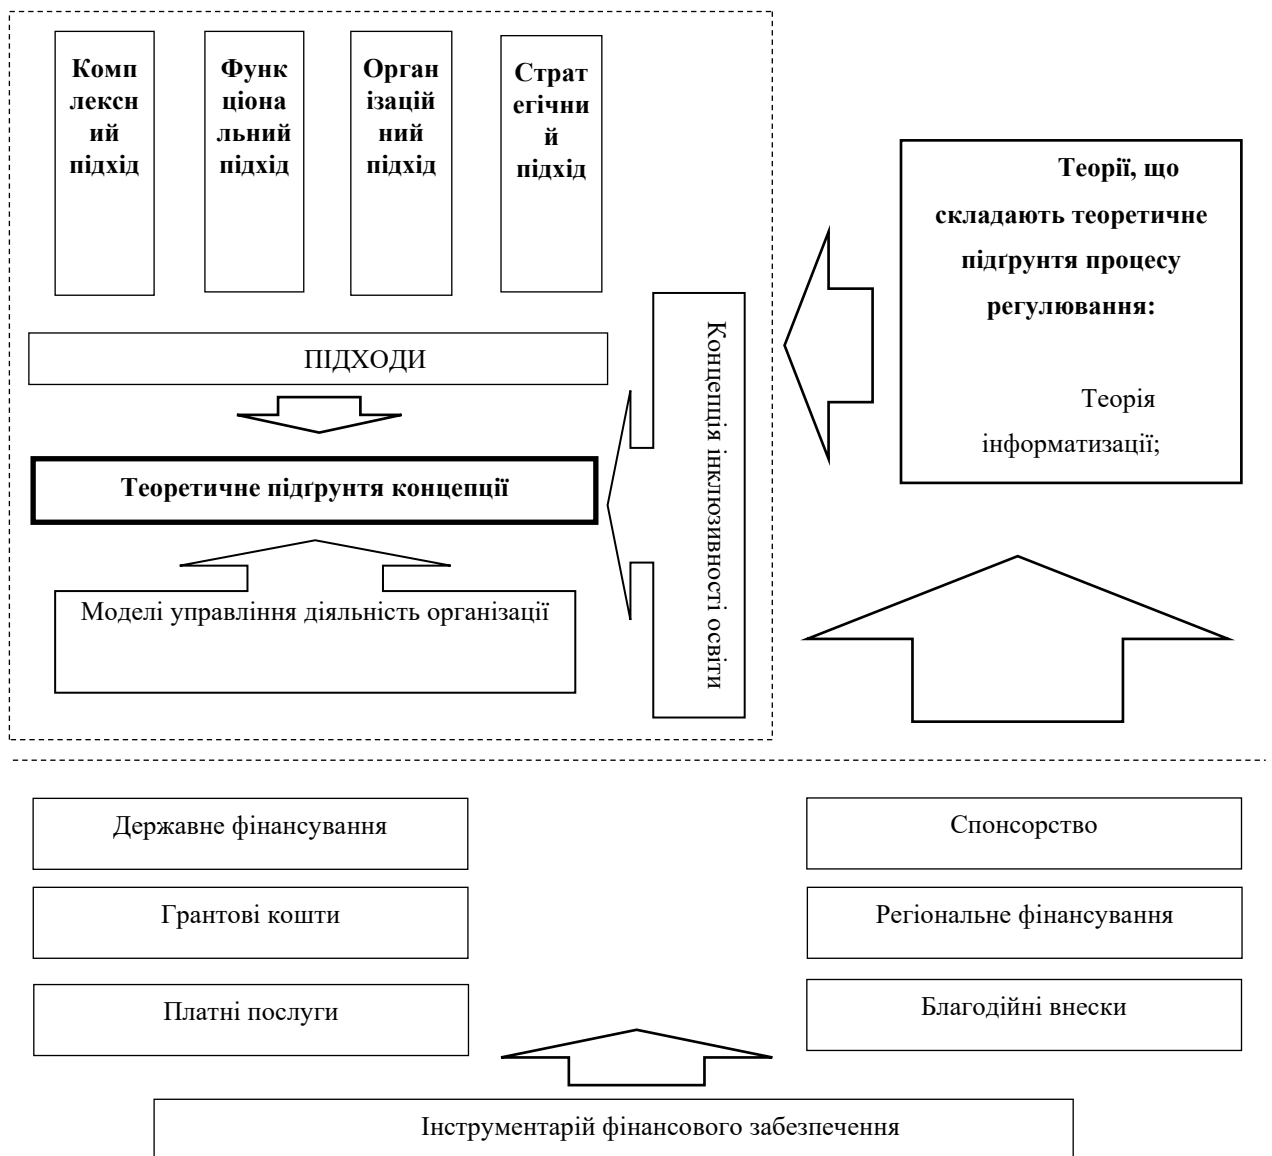 Комп
лексн
ий
підхід
Функ
ціона
льний
підхід
Орган
ізацій
ний
підхід
Страт
егічни
й
підхід
Теорії, що
складають теоретичне
підґрунтя процесу
регулювання:
Теорія
інформатизації;
ПІДХОДИ
Концепція інклюзивності освіти
Теоретичне підґрунтя концепції
Моделі управління діяльність організації
Державне фінансування
Спонсорство
Грантові кошти
Регіональне фінансування
Платні послуги
Благодійні внески
Інструментарій фінансового забезпечення